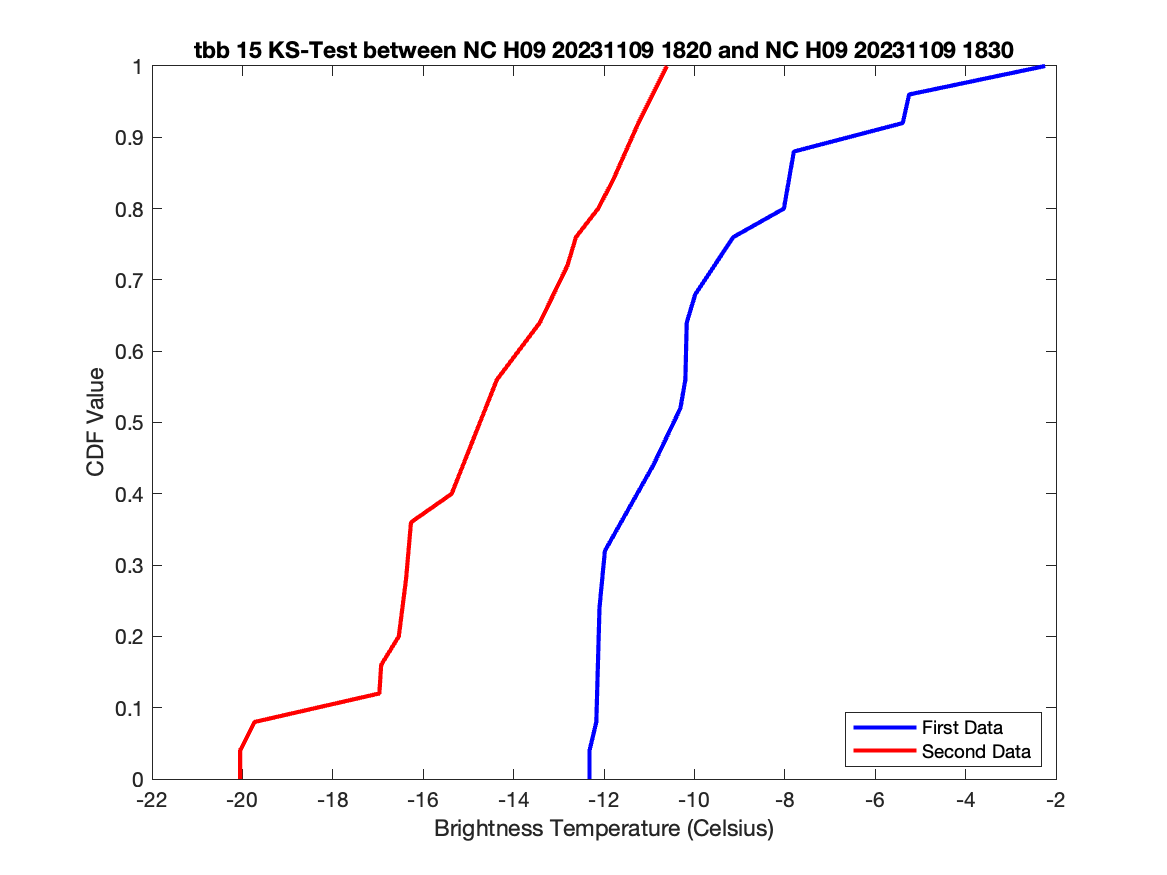 tbb 15 KS-Test between NC H09 20231109 1820 and NC H09 20231109 1830
1
0.9
0.8
0.7
0.6
0.5
0.4
0.3
0.2
0.1
0
CDF Value
First Data
Second Data
-22 -20 -18 -16 -14 -12 -10 -8 -6 -4 -2
Brightness Temperature (Celsius)